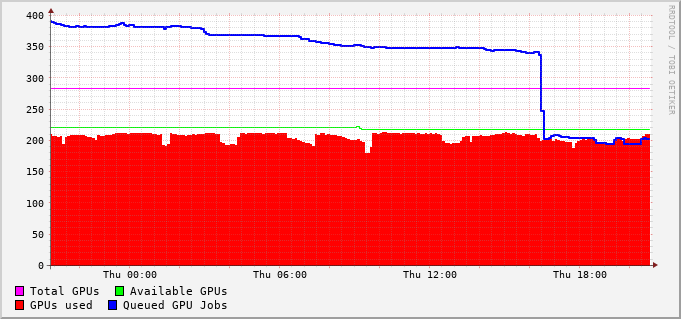 RRDTOOL / TOBI OETIKER
400
350
300
250
200
150
100
50
0
Thu 00:00 Thu 06:00 Thu 12:00 Thu 18:00
Total GPUs Available GPUs
GPUs used Queued GPU Jobs